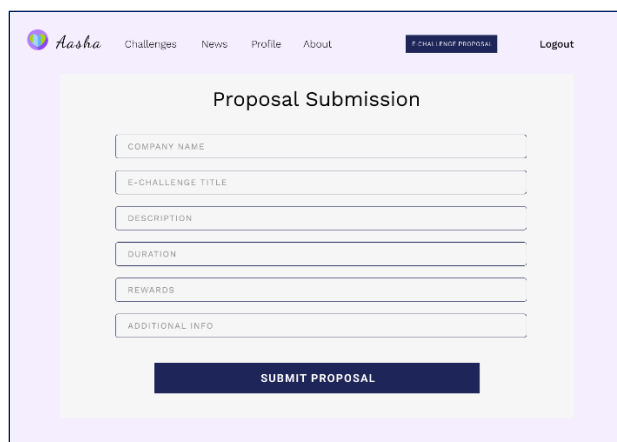 Aasha Challenges News Profile About E-CHALLENGE PROPOSAL Logout
Proposal Submission
COMPANY NAME
E-CHALLENGE TITLE
DESCRIPTION
DURATION
REWARDS
ADDITIONAL INFO
SUBMIT PROPOSAL